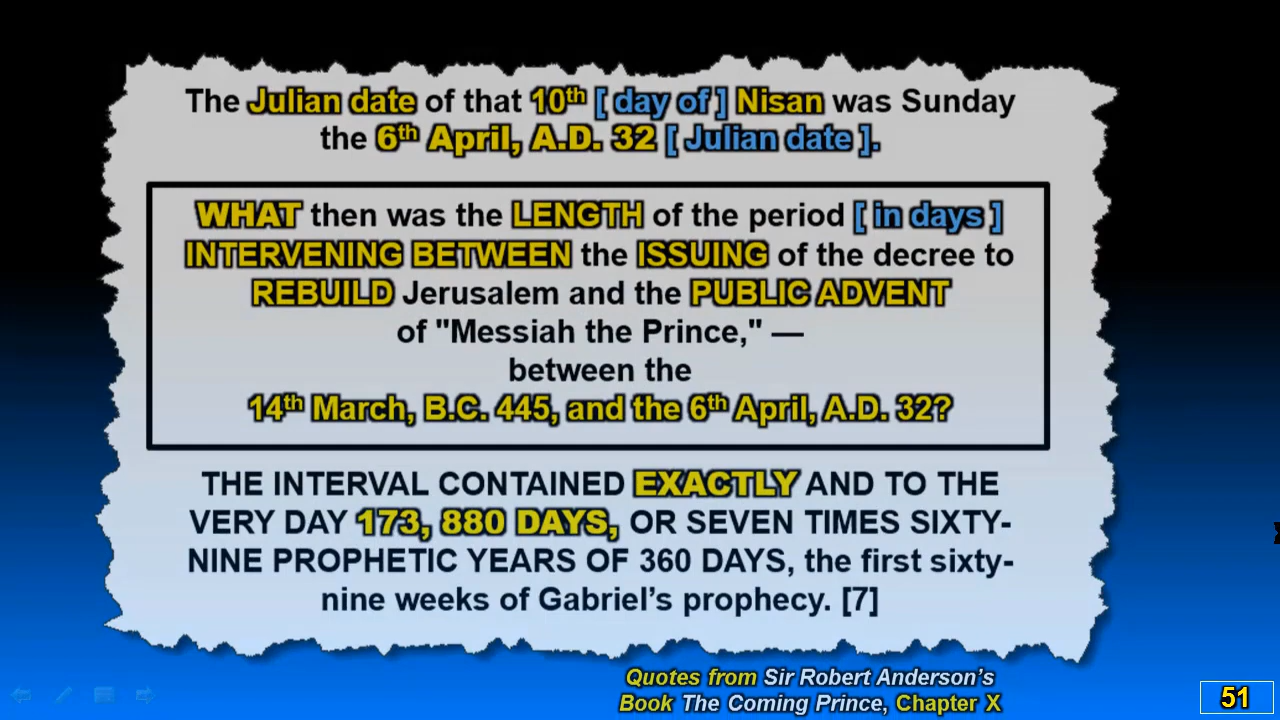 The Julian date of that 10th [ day of ] Nisan was Sunday
the 6th April, A.D. 32 [ Julian date ].
WHAT then was the LENGTH of the period [ in days ]
INTERVENING BETWEEN the ISSUING of the decree to
REBUILD Jerusalem and the PUBLIC ADVENT
of "Messiah the Prince," —
between the
14th March, B.C. 445, and the 6th April, A.D. 32?
THE INTERVAL CONTAINED EXACTLY AND TO THE
VERY DAY 173, 880 DAYS, OR SEVEN TIMES SIXTY-
NINE PROPHETIC YEARS OF 360 DAYS, the first sixty-
nine weeks of Gabriel’s prophecy. [7]
Quotes from Sir Robert Anderson’s
Book The Coming Prince, Chapter X
51